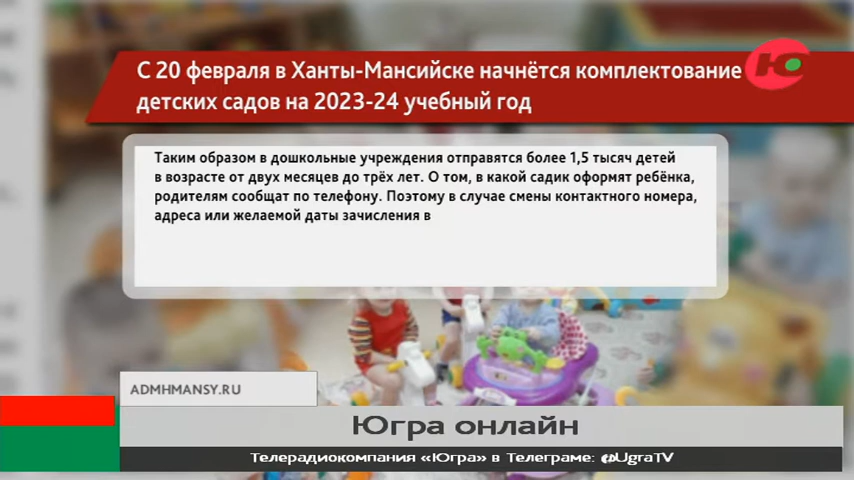 С 20 февраля в Ханты-Мансийске начнётся комплектование
детских садов на 2023-24 учебный год
Ю
Таким образом в дошкольные учреждения отправятся более 1,5 тысяч детей
в возрасте от двух месяцев до трёх лет. О том, в какой садик оформят ребёнка,
родителям сообщат по телефону. Поэтому в случае смены контактного номера,
адреса или желаемой даты зачисления в
ADMHMANSY.RU
Югра онлайн
Телерадиокомпания «Югра» в Телеграме: @UgraTV